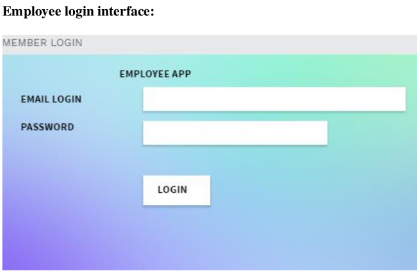 Employee login interface:
MEMBER LOGIN
EMPLOYEE APP
EMAIL LOGIN
PASSWORD
LOGIN